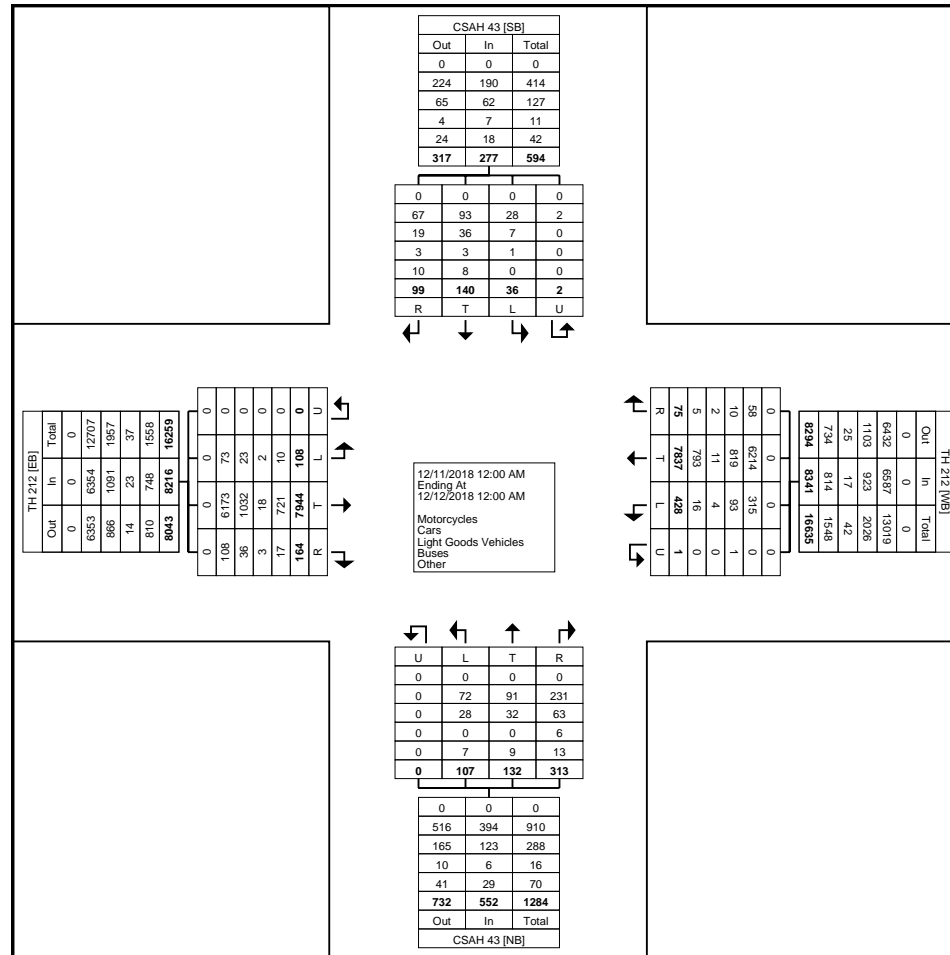 CSAH 43 [SB]
Out In Total
0 0 0
224 190 414
65 62 127
4 7 11
24 18 42
317 277 594
0 0 0 0
67 93 28 2
19 36 7 0
3 3 1 0
10 8 0 0
99 140 36 2
R T L U
U L T R
0 108 7944 164
0 10 721 17
0 2 18 3
0 23 1032 36
0 73 6173 108
0 0 0 0
16259 8216 8043
1558 748 810
37 23 14
1957 1091 866
12707 6354 6353
0 0 0
Total In Out
TH 212 [EB]
12/11/2018 12:00 AM
Ending At
12/12/2018 12:00 AM
Motorcycles
Cars
Light Goods Vehicles
Buses
Other
TH 212 [WB]
Out In Total
0 0 0
6432 6587 13019
1103 923 2026
25 17 42
734 814 1548
8294 8341 16635
0 0 0 0
58 6214 315 0
10 819 93 1
2 11 4 0
5 793 16 0
75 7837 428 1
R T L U
U L T R
0 0 0 0
0 72 91 231
0 28 32 63
0 0 0 6
0 7 9 13
0 107 132 313
0 0 0
516 394 910
165 123 288
10 6 16
41 29 70
732 552 1284
Out In Total
CSAH 43 [NB]